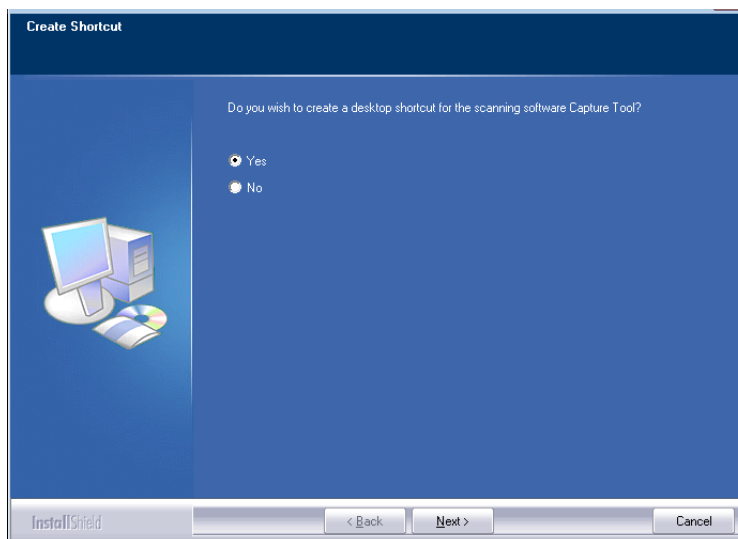 Create Shortcut
Do you wish to create a desktop shortcut for the scanning software Capture Tool?
Yes
No
InstallShield
< Back
Next >
Cancel